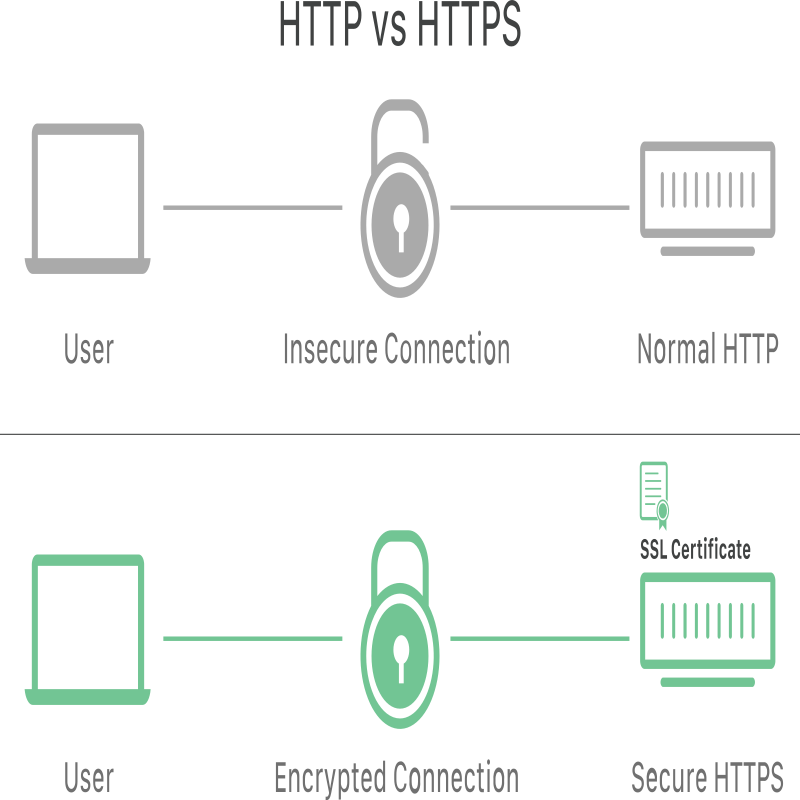 HTTP vs HTTPS
User
Insecure Connection
Normal HTTP
SSL Certificate
User
Encrypted Connection
Secure HTTPS